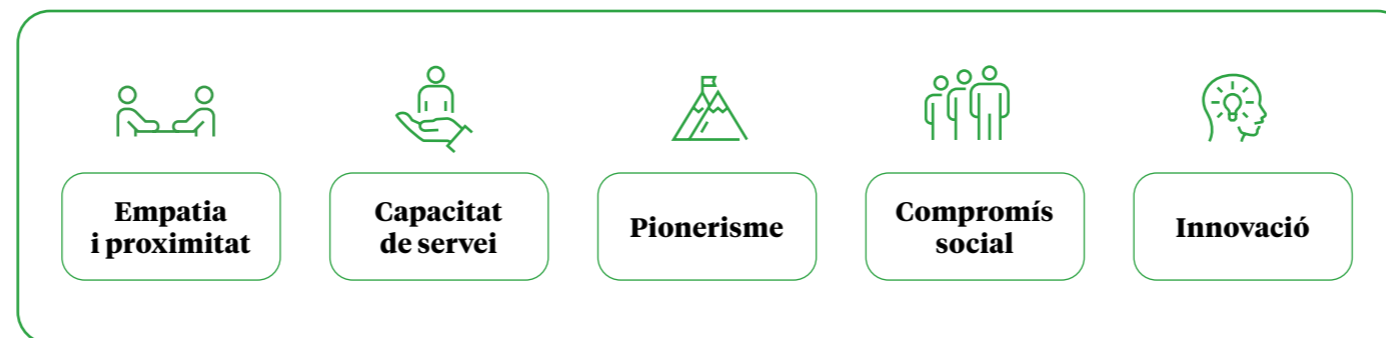 Empatia
i proximitat
Capacitat
de servei
Pionerisme
Compromís
social
Innovació